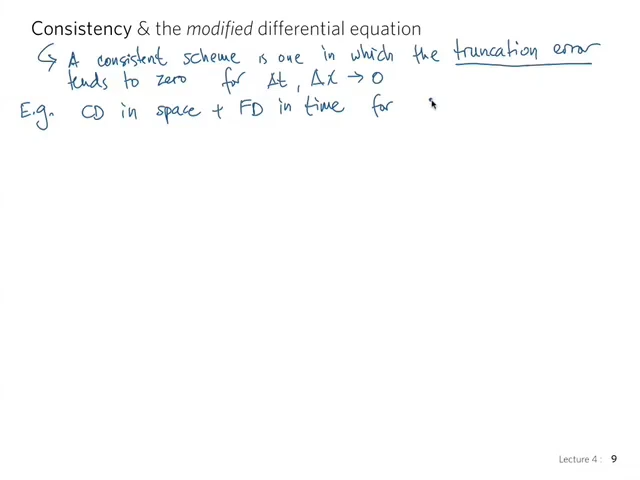 Consistency & the modified differential equation
↳ A consistent scheme is one in which the truncation error
tends to zero for Δt, Δx → 0
E.g. CD in space + FD in time for
Lecture 4 : 9